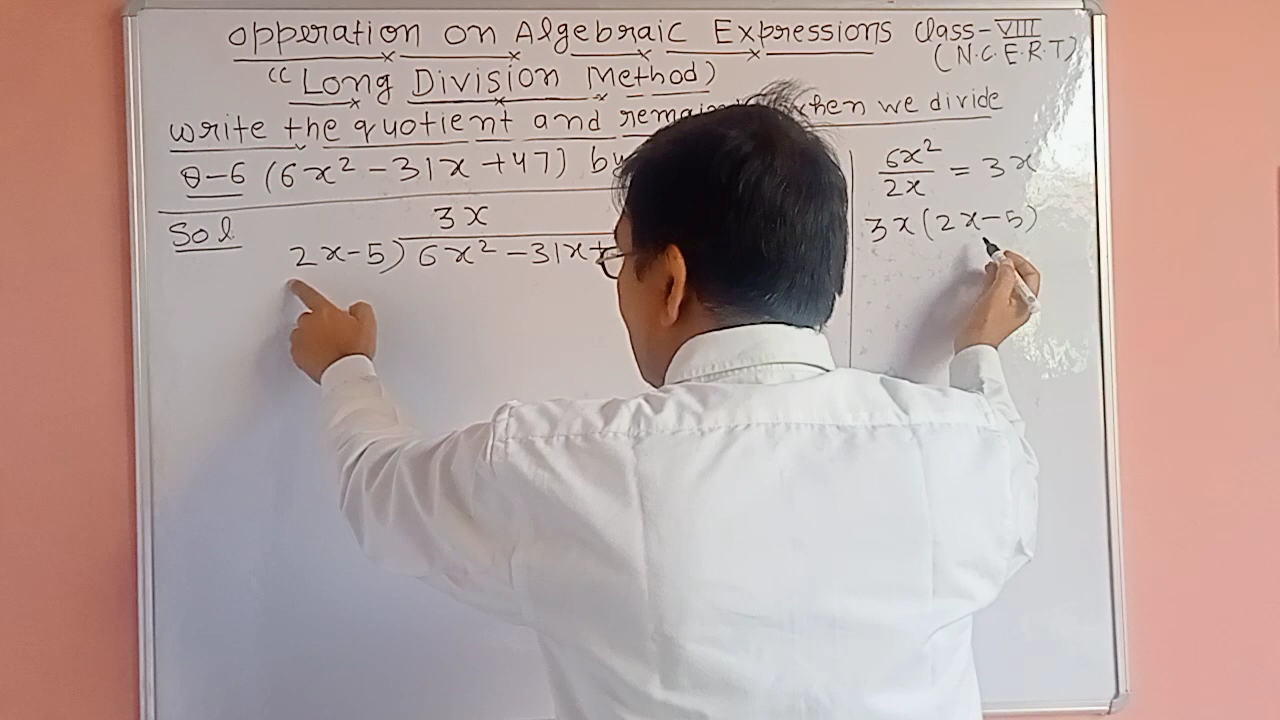 Opperation on Algebraic Expressions Class-VIII
(N.C.E.R.T)
"Long Division Method)
write the quotient and when we divide
Q-6 (6x² -31x +47) by
Sol
3x
2x-5) 6x² -31x+
6x²/2x = 3x
3x(2x-5)